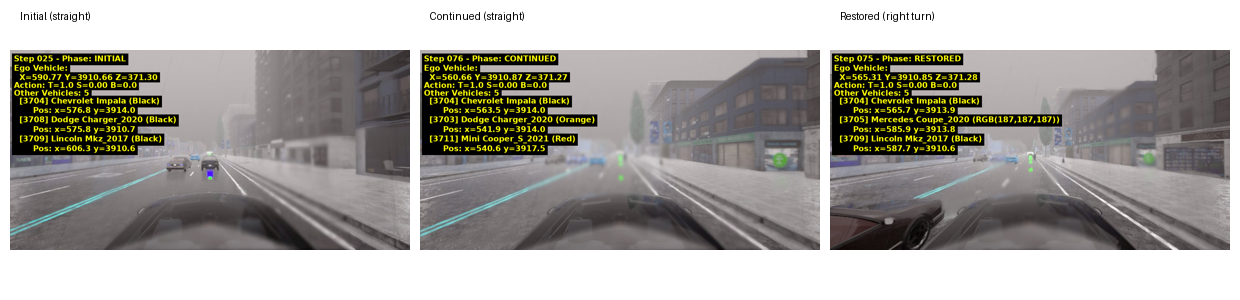 Initial (straight)
Step 025 - Phase: INITIAL
Ego Vehicle:
X=590.77 Y=3910.66 Z=371.30
Action: T=1.0 S=0.00 B=0.0
Other Vehicles: 5
[3704] Chevrolet Impala (Black)
Pos: x=576.8 y=3914.0
[3708] Dodge Charger_2020 (Black)
Pos: x=575.8 y=3910.7
[3709] Lincoln Mkz_2017 (Black)
Pos: x=606.3 y=3910.6
Continued (straight)
Step 076 - Phase: CONTINUED
Ego Vehicle:
X=560.66 Y=3910.87 Z=371.27
Action: T=1.0 S=0.00 B=0.0
Other Vehicles: 5
[3704] Chevrolet Impala (Black)
Pos: x=563.5 y=3914.0
[3703] Dodge Charger_2020 (Orange)
Pos: x=541.9 y=3914.0
[3711] Mini Cooper_S_2021 (Red)
Pos: x=540.6 y=3917.5
Restored (right turn)
Step 075 - Phase: RESTORED
Ego Vehicle:
X=565.31 Y=3910.85 Z=371.28
Action: T=1.0 S=0.00 B=0.0
Other Vehicles: 5
[3704] Chevrolet Impala (Black)
Pos: x=565.7 y=3913.9
[3705] Mercedes Coupe_2020 (RGB(187,187,187))
Pos: x=585.9 y=3913.8
[3709] Lincoln Mkz_2017 (Black)
Pos: x=587.7 y=3910.6